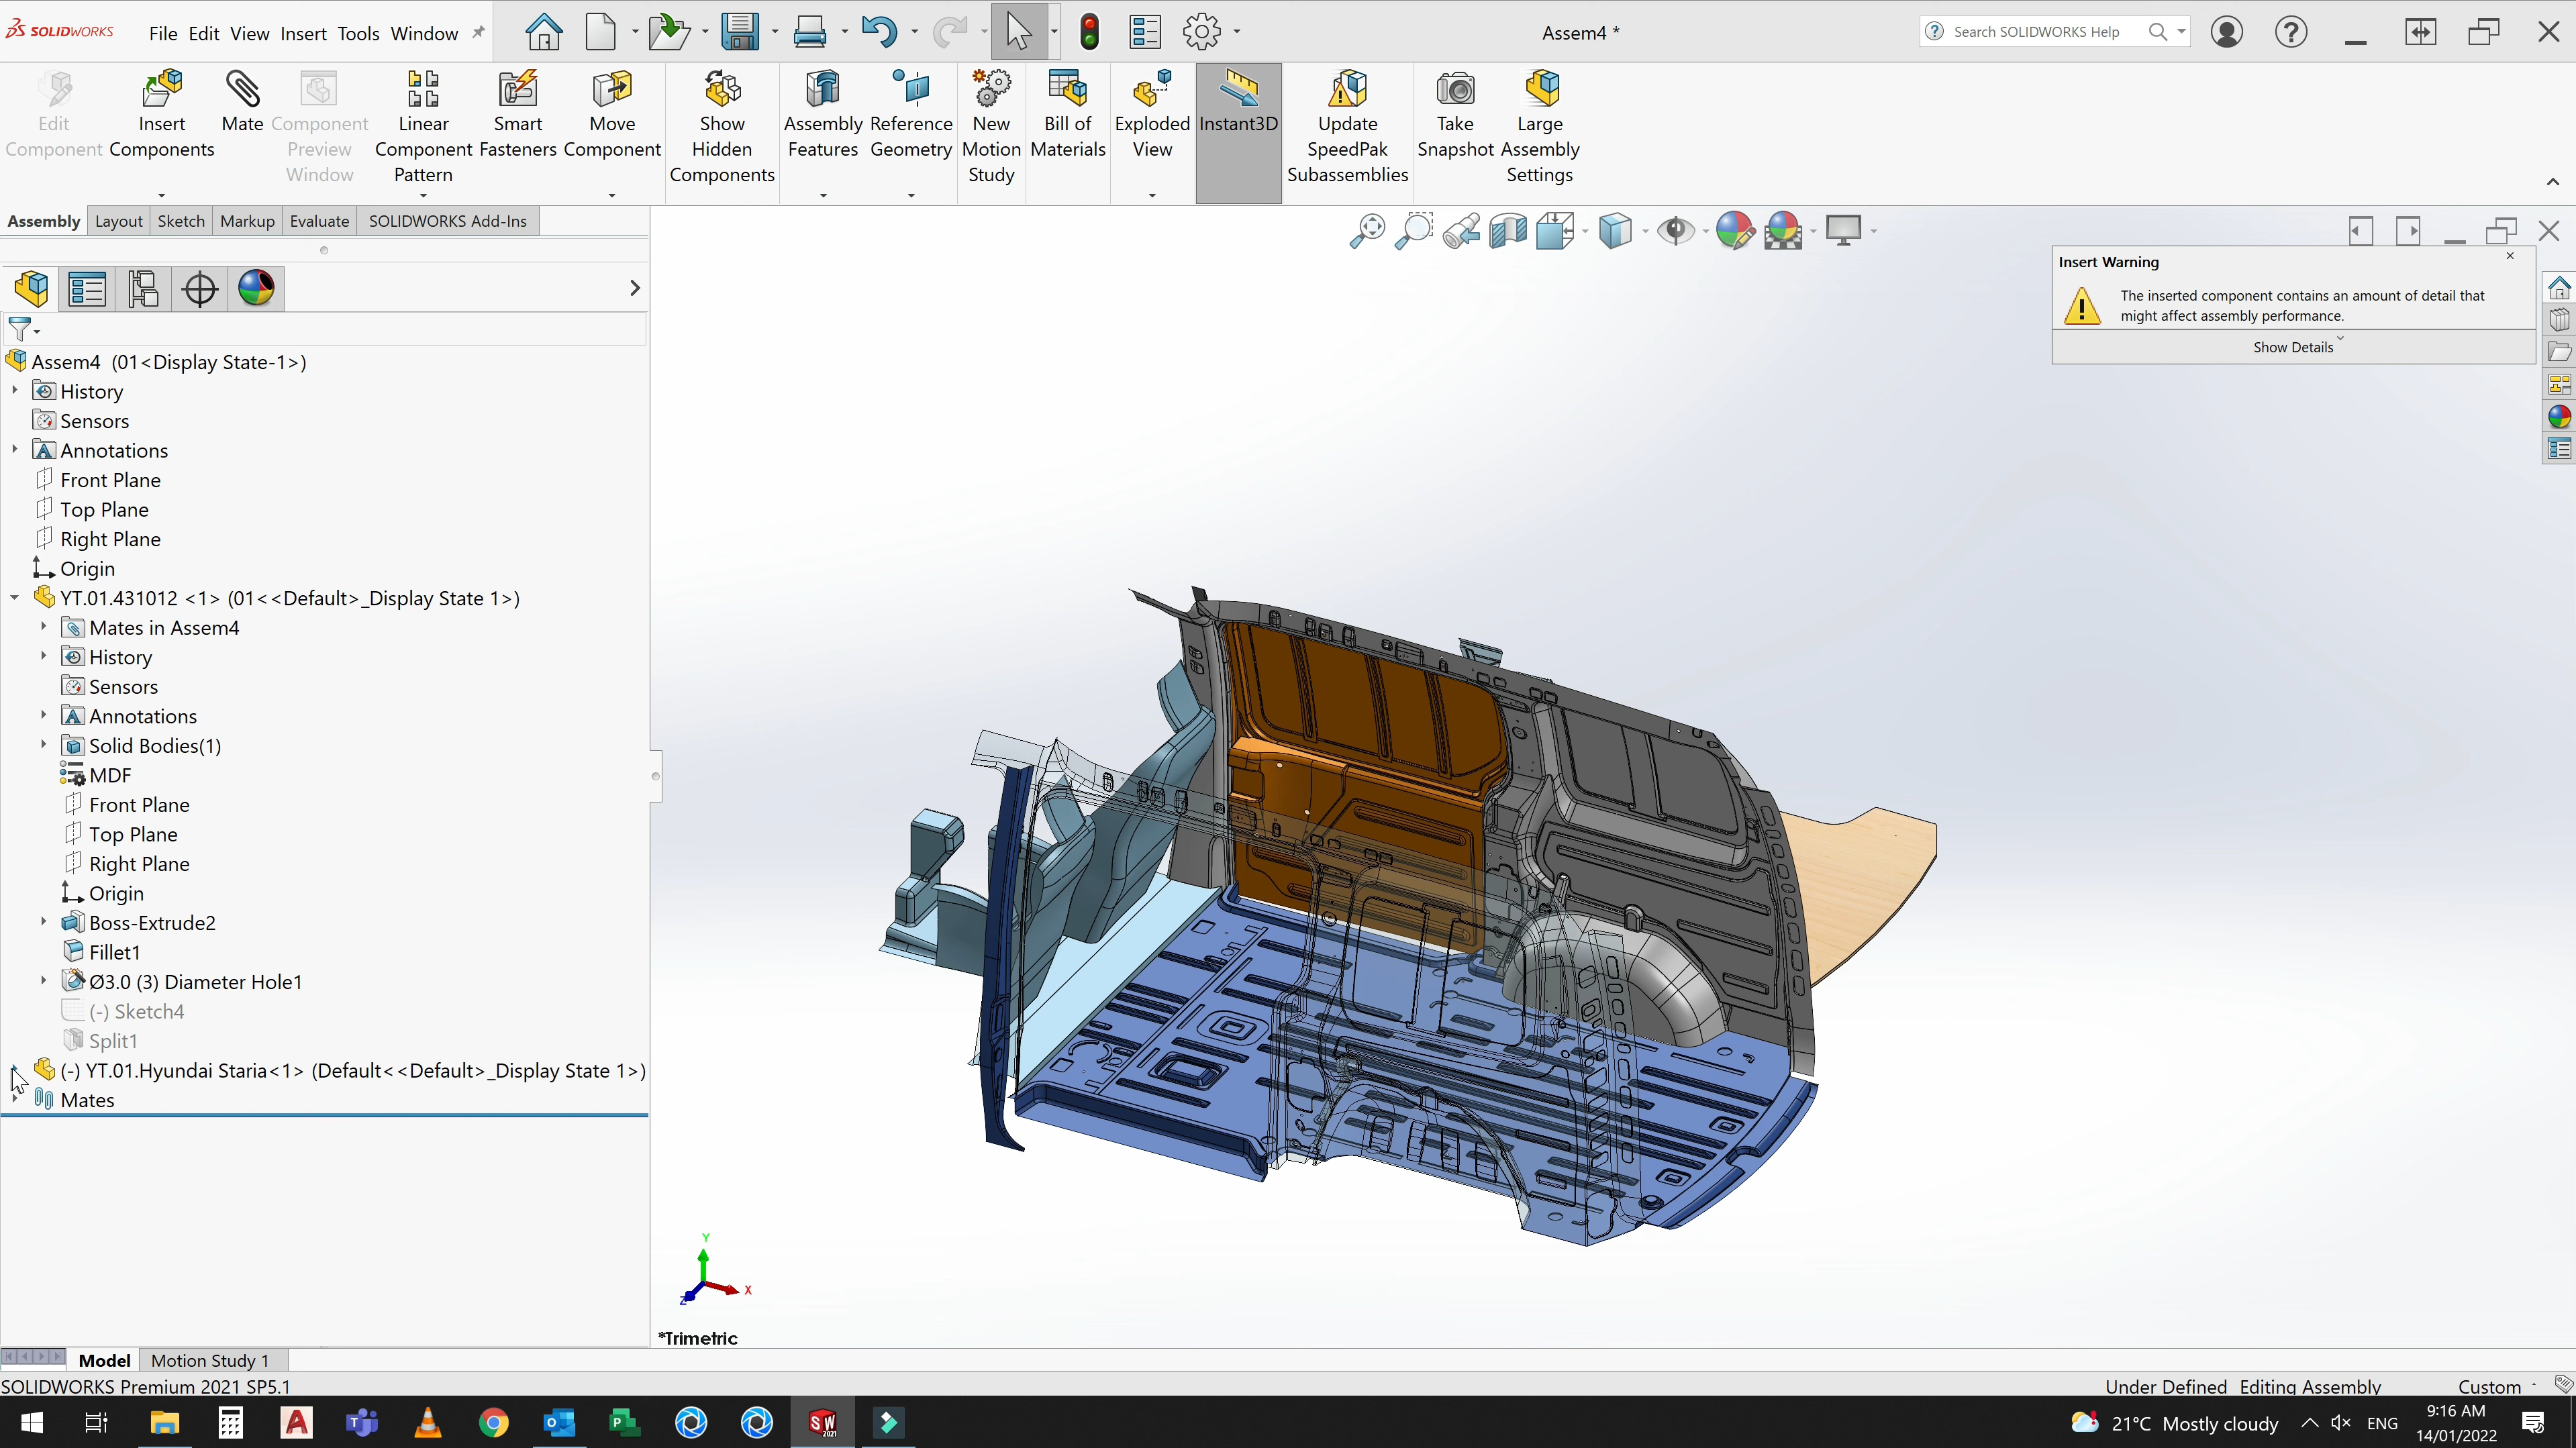 SOLIDWORKS File Edit View Insert Tools Window Assem4 * Search SOLIDWORKS Help
Edit Component
Insert Components
Mate
Component Preview Window
Linear Component Pattern
Smart Fasteners
Move Component
Show Hidden Components
Assembly Features
Reference Geometry
New Motion Study
Bill of Materials
Exploded View
Instant3D
Update SpeedPak Subassemblies
Take Snapshot
Large Assembly Settings
Assembly Layout Sketch Markup Evaluate SOLIDWORKS Add-Ins
Insert Warning
The inserted component contains an amount of detail that
might affect assembly performance.
Show Details
Assem4 (01<Display State-1>)
History
Sensors
Annotations
Front Plane
Top Plane
Right Plane
Origin
YT.01.431012 <1> (01<<Default>_Display State 1>)
Mates in Assem4
History
Sensors
Annotations
Solid Bodies(1)
MDF
Front Plane
Top Plane
Right Plane
Origin
Boss-Extrude2
Fillet1
Ø3.0 (3) Diameter Hole1
(-) Sketch4
Split1
(-) YT.01.Hyundai Staria<1> (Default<<Default>_Display State 1>)
Mates
Y
X
Z
*Trimetric
Model Motion Study 1
SOLIDWORKS Premium 2021 SP5.1 Under Defined Editing Assembly Custom
SW 2021
21°C Mostly cloudy ENG 9:16 AM
14/01/2022